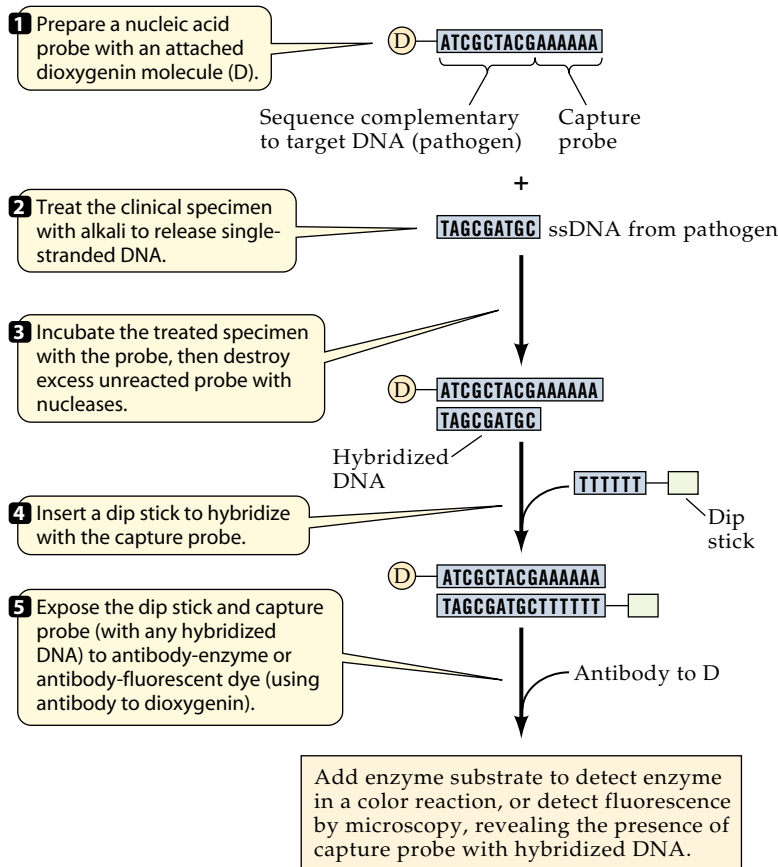 1 Prepare a nucleic acid
probe with an attached
dioxygenin molecule (D).
D
ATCGCTACGAAAAAA
Sequence complementary
to target DNA (pathogen)
Capture
probe
+
2 Treat the clinical specimen
with alkali to release single-
stranded DNA.
TAGCGATGC ssDNA from pathogen
3 Incubate the treated specimen
with the probe, then destroy
excess unreacted probe with
nucleases.
D
ATCGCTACGAAAAAA
TAGCGATGC
Hybridized
DNA
TTTTTT
Dip
stick
4 Insert a dip stick to hybridize
with the capture probe.
D
ATCGCTACGAAAAAA
TAGCGATGCTTTTTT
5 Expose the dip stick and capture
probe (with any hybridized
DNA) to antibody-enzyme or
antibody-fluorescent dye (using
antibody to dioxygenin).
Antibody to D
Add enzyme substrate to detect enzyme
in a color reaction, or detect fluorescence
by microscopy, revealing the presence of
capture probe with hybridized DNA.